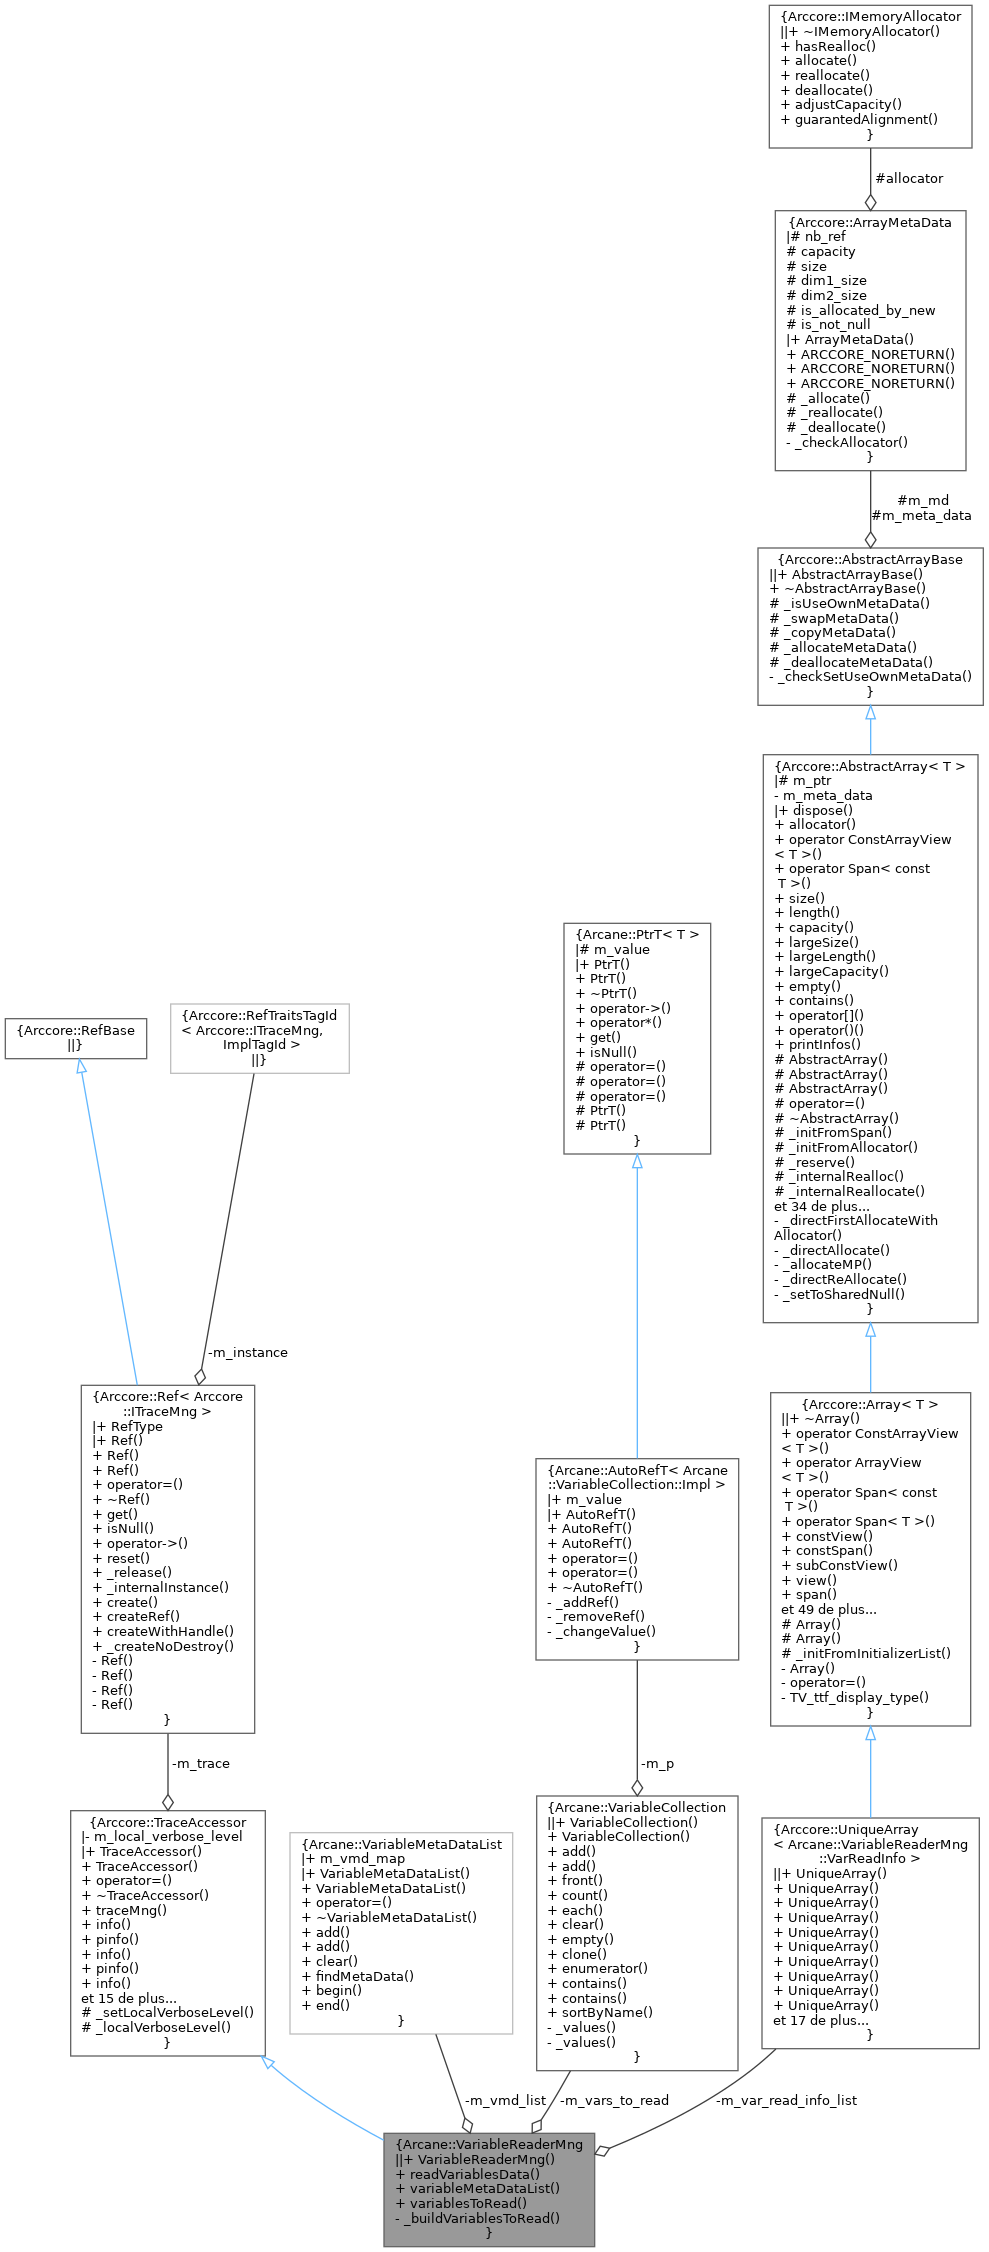 {Arccore::IMemoryAllocator
||+ ~IMemoryAllocator()
+ hasRealloc()
+ allocate()
+ reallocate()
+ deallocate()
+ adjustCapacity()
+ guarantedAlignment()
}
#allocator
{Arccore::ArrayMetaData
|# nb_ref
# capacity
# size
# dim1_size
# dim2_size
# is_allocated_by_new
# is_not_null
|+ ArrayMetaData()
+ ARCCORE_NORETURN()
+ ARCCORE_NORETURN()
+ ARCCORE_NORETURN()
# _allocate()
# _reallocate()
# _deallocate()
- _checkAllocator()
}
#m_md
#m_meta_data
{Arccore::AbstractArrayBase
||+ AbstractArrayBase()
+ ~AbstractArrayBase()
# _isUseOwnMetaData()
# _swapMetaData()
# _copyMetaData()
# _allocateMetaData()
# _deallocateMetaData()
- _checkSetUseOwnMetaData()
}
{Arccore::AbstractArray< T >
|# m_ptr
- m_meta_data
|+ dispose()
+ allocator()
+ operator ConstArrayView
< T >()
+ operator Span< const
T >()
+ size()
+ length()
+ capacity()
+ largeSize()
+ largeLength()
+ largeCapacity()
+ empty()
+ contains()
+ operator[]()
+ operator()()
+ printInfos()
# AbstractArray()
# AbstractArray()
# AbstractArray()
# operator=()
# ~AbstractArray()
# _initFromSpan()
# _initFromAllocator()
# _reserve()
# _internalRealloc()
# _internalReallocate()
et 34 de plus...
- _directFirstAllocateWith
Allocator()
- _directAllocate()
- _allocateMP()
- _directReAllocate()
- _setToSharedNull()
}
{Arcane::PtrT< T >
|# m_value
|+ PtrT()
+ PtrT()
+ ~PtrT()
+ operator->()
+ operator*()
+ get()
+ isNull()
# operator=()
# operator=()
# operator=()
# PtrT()
# PtrT()
}
{Arccore::RefBase
||}
{Arccore::RefTraitsTagId
< Arccore::ITraceMng,
ImplTagId >
||}
-m_instance
{Arccore::Ref< Arccore
::ITraceMng >
|+ RefType
|+ Ref()
+ Ref()
+ Ref()
+ operator=()
+ ~Ref()
+ get()
+ isNull()
+ operator->()
+ reset()
+ _release()
+ _internalInstance()
+ create()
+ createRef()
+ createWithHandle()
+ _createNoDestroy()
- Ref()
- Ref()
- Ref()
- Ref()
}
{Arcane::AutoRefT< Arcane
::VariableCollection::Impl >
|+ m_value
|+ AutoRefT()
+ AutoRefT()
+ AutoRefT()
+ operator=()
+ operator=()
+ ~AutoRefT()
- _addRef()
- _removeRef()
- _changeValue()
}
{Arccore::Array< T >
||+ ~Array()
+ operator ConstArrayView
< T >()
+ operator ArrayView
< T >()
+ operator Span< const
T >()
+ operator Span< T >()
+ constView()
+ constSpan()
+ subConstView()
+ view()
+ span()
et 49 de plus...
# Array()
# Array()
# _initFromInitializerList()
- Array()
- operator=()
- TV_ttf_display_type()
}
-m_trace
-m_p
{Arccore::TraceAccessor
|- m_local_verbose_level
|+ TraceAccessor()
+ TraceAccessor()
+ operator=()
+ ~TraceAccessor()
+ traceMng()
+ info()
+ pinfo()
+ info()
+ pinfo()
+ info()
et 15 de plus...
# _setLocalVerboseLevel()
# _localVerboseLevel()
}
{Arcane::VariableMetaDataList
|+ m_vmd_map
|+ VariableMetaDataList()
+ VariableMetaDataList()
+ operator=()
+ ~VariableMetaDataList()
+ add()
+ add()
+ clear()
+ findMetaData()
+ begin()
+ end()
}
{Arcane::VariableCollection
||+ VariableCollection()
+ VariableCollection()
+ add()
+ add()
+ front()
+ count()
+ each()
+ clear()
+ empty()
+ clone()
+ enumerator()
+ contains()
+ contains()
+ sortByName()
- _values()
- _values()
}
{Arccore::UniqueArray
< Arcane::VariableReaderMng
::VarReadInfo >
||+ UniqueArray()
+ UniqueArray()
+ UniqueArray()
+ UniqueArray()
+ UniqueArray()
+ UniqueArray()
+ UniqueArray()
+ UniqueArray()
+ UniqueArray()
+ UniqueArray()
et 17 de plus...
}
-m_vmd_list
-m_vars_to_read
-m_var_read_info_list
{Arcane::VariableReaderMng
||+ VariableReaderMng()
+ readVariablesData()
+ variableMetaDataList()
+ variablesToRead()
- _buildVariablesToRead()
}